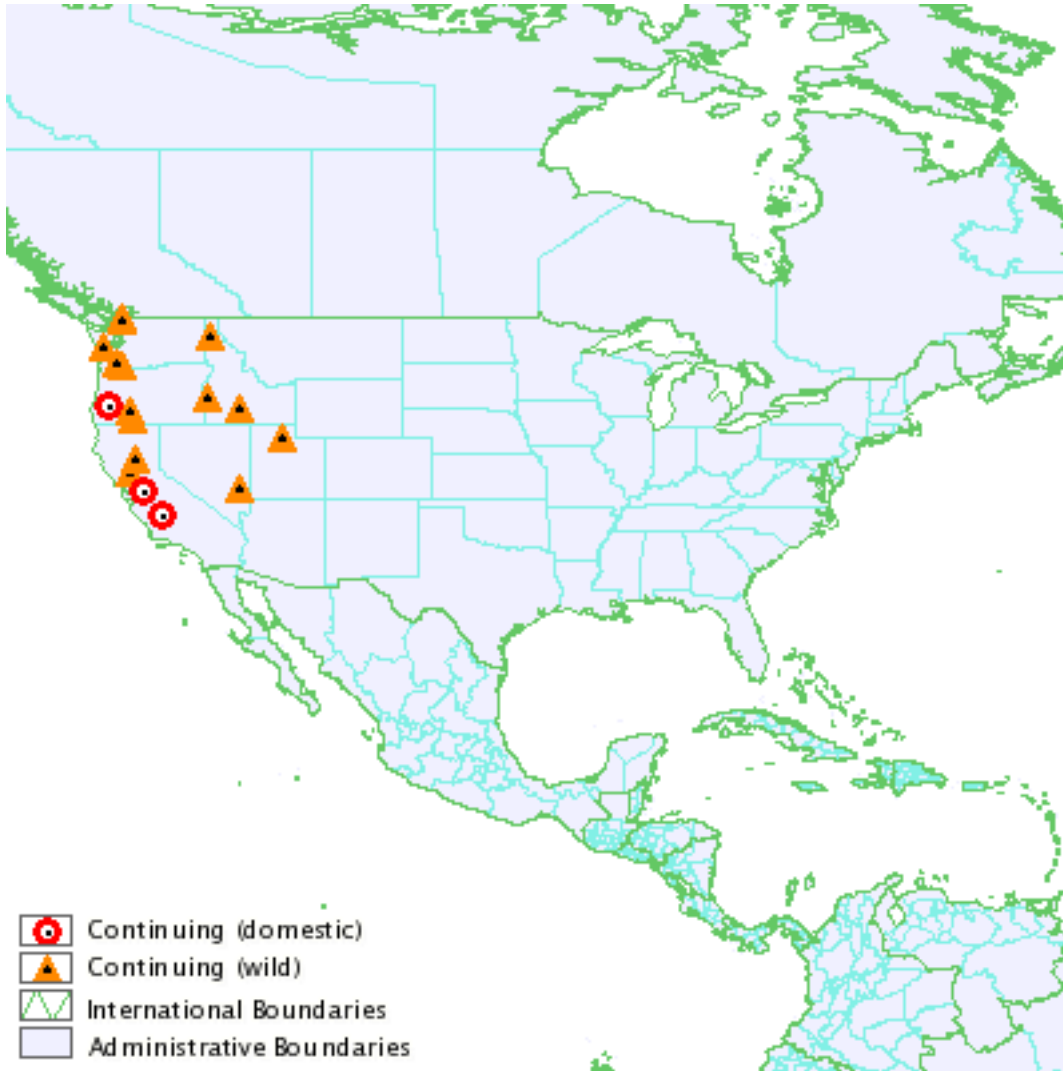 Continuing (domestic)
Continuing (wild)
International Boundaries
Administrative Boundaries